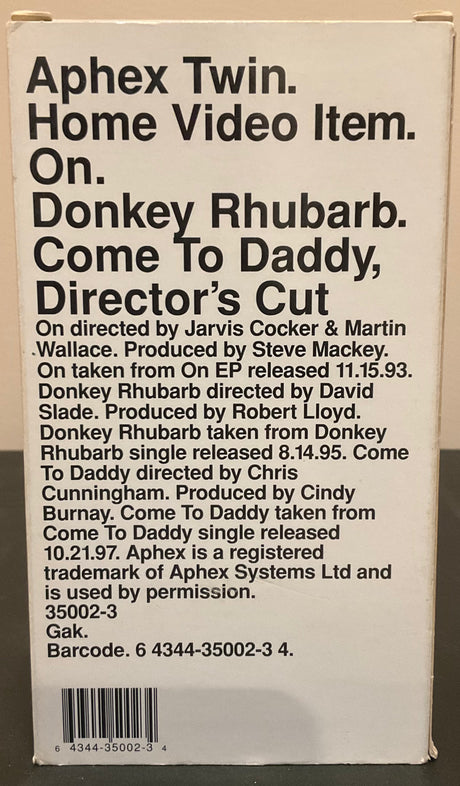 Aphex Twin.
Home Video Item.
On.
Donkey Rhubarb.
Come To Daddy,
Director's Cut
On directed by Jarvis Cocker & Martin
Wallace. Produced by Steve Mackey.
On taken from On EP released 11.15.93.
Donkey Rhubarb directed by David
Slade. Produced by Robert Lloyd.
Donkey Rhubarb taken from Donkey
Rhubarb single released 8.14.95. Come
To Daddy directed by Chris
Cunningham. Produced by Cindy
Burnay. Come To Daddy taken from
Come To Daddy single released
10.21.97. Aphex is a registered
trademark of Aphex Systems Ltd and
is used by permission.
35002-3
Gak.
Barcode. 6 4344-35002-3 4.
6 4344-35002-3 4